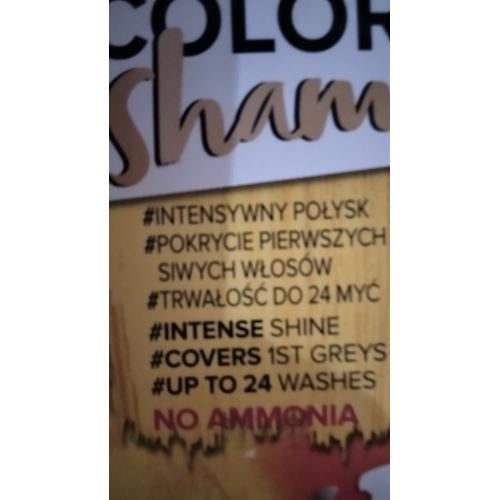 COLOR
Sham
#INTENSYWNY POŁYSK
#POKRYCIE PIERWSZYCH
SIWYCH WŁOSÓW
#TRWAŁOŚĆ DO 24 MYĆ
#INTENSE SHINE
#COVERS 1ST GREYS
#UP TO 24 WASHES
NO AMMONIA